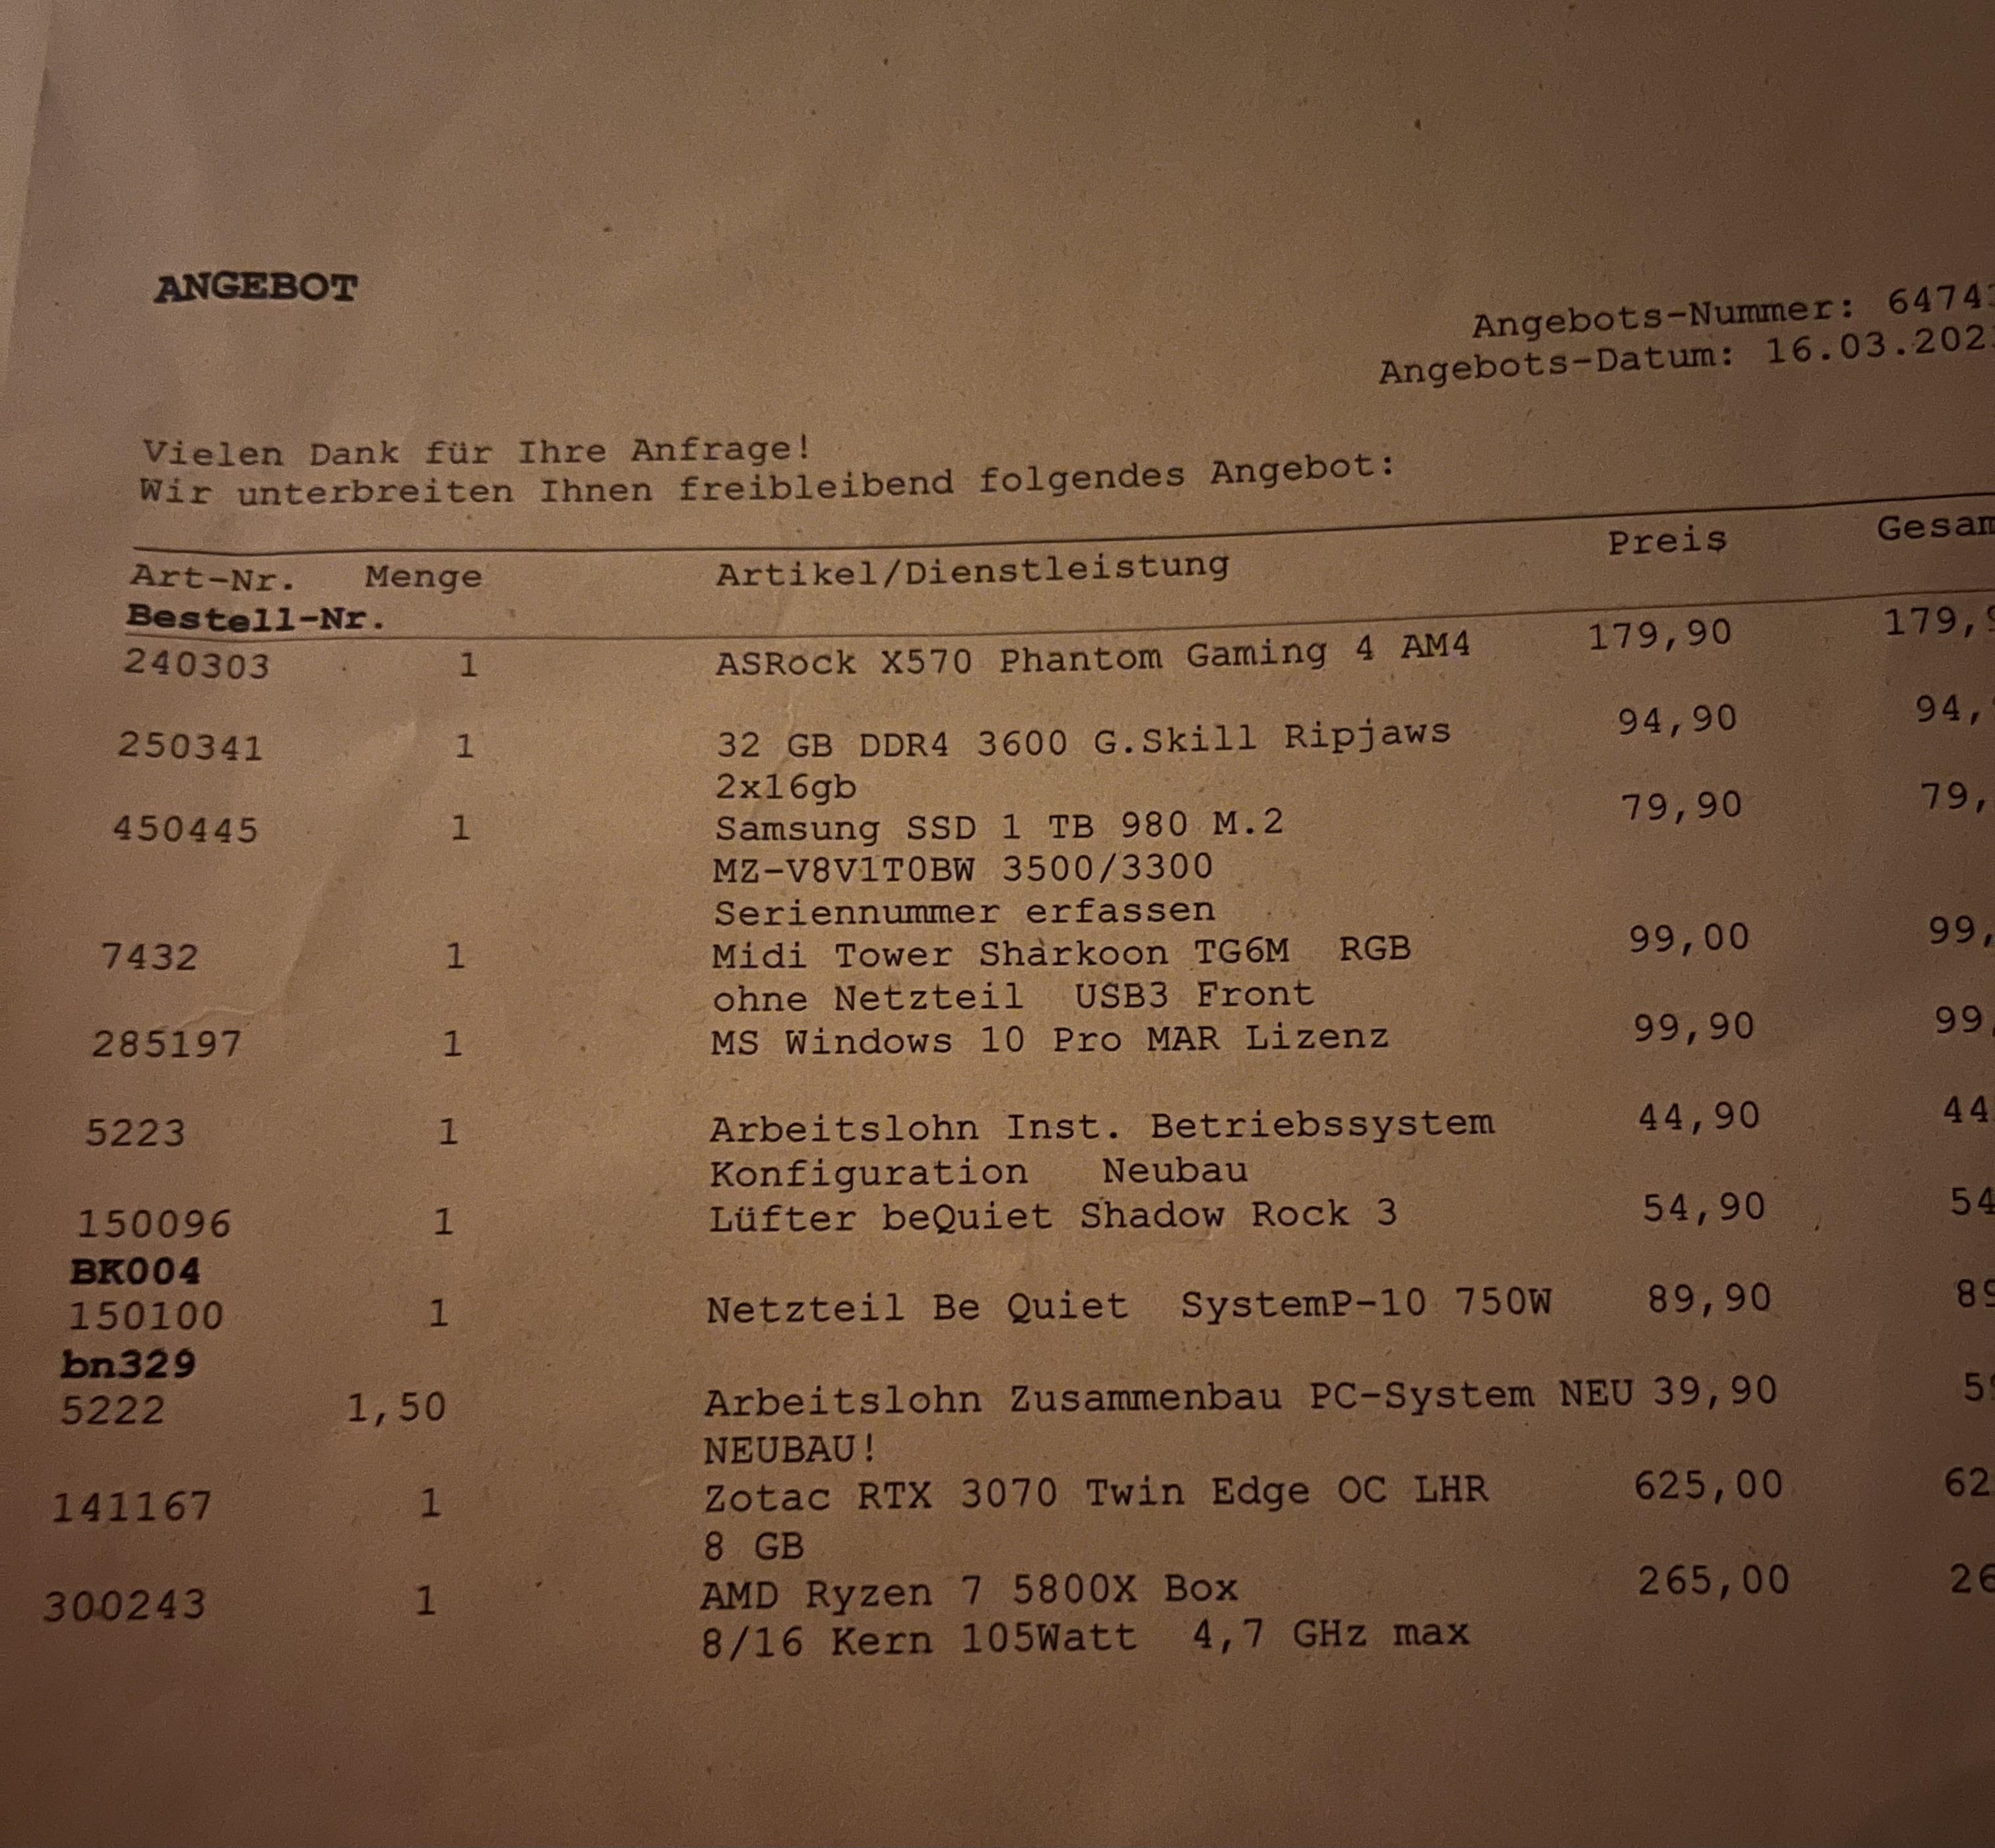 ANGEBOT
Angebots-Nummer: 6474
Angebots-Datum: 16.03.202
Vielen Dank für Ihre Anfrage!
Wir unterbreiten Ihnen freibleibend folgendes Angebot:
Art-Nr. Menge Artikel/Dienstleistung Preis Gesam
Bestell-Nr.
240303 1 ASRock X570 Phantom Gaming 4 AM4 179,90 179,9
250341 1 32 GB DDR4 3600 G.Skill Ripjaws 94,90 94,
2x16gb
450445 1 Samsung SSD 1 TB 980 M.2 79,90 79,
MZ-V8V1T0BW 3500/3300
Seriennummer erfassen
7432 1 Midi Tower Sharkoon TG6M RGB 99,00 99,
ohne Netzteil USB3 Front
285197 1 MS Windows 10 Pro MAR Lizenz 99,90 99,
5223 1 Arbeitslohn Inst. Betriebssystem 44,90 44
Konfiguration Neubau
150096 1 Lüfter beQuiet Shadow Rock 3 54,90 54
BK004
150100 1 Netzteil Be Quiet SystemP-10 750W 89,90 89
bn329
5222 1,50 Arbeitslohn Zusammenbau PC-System NEU 39,90 5
NEUBAU!
141167 1 Zotac RTX 3070 Twin Edge OC LHR 625,00 62
8 GB
300243 1 AMD Ryzen 7 5800X Box 265,00 26
8/16 Kern 105Watt 4,7 GHz max